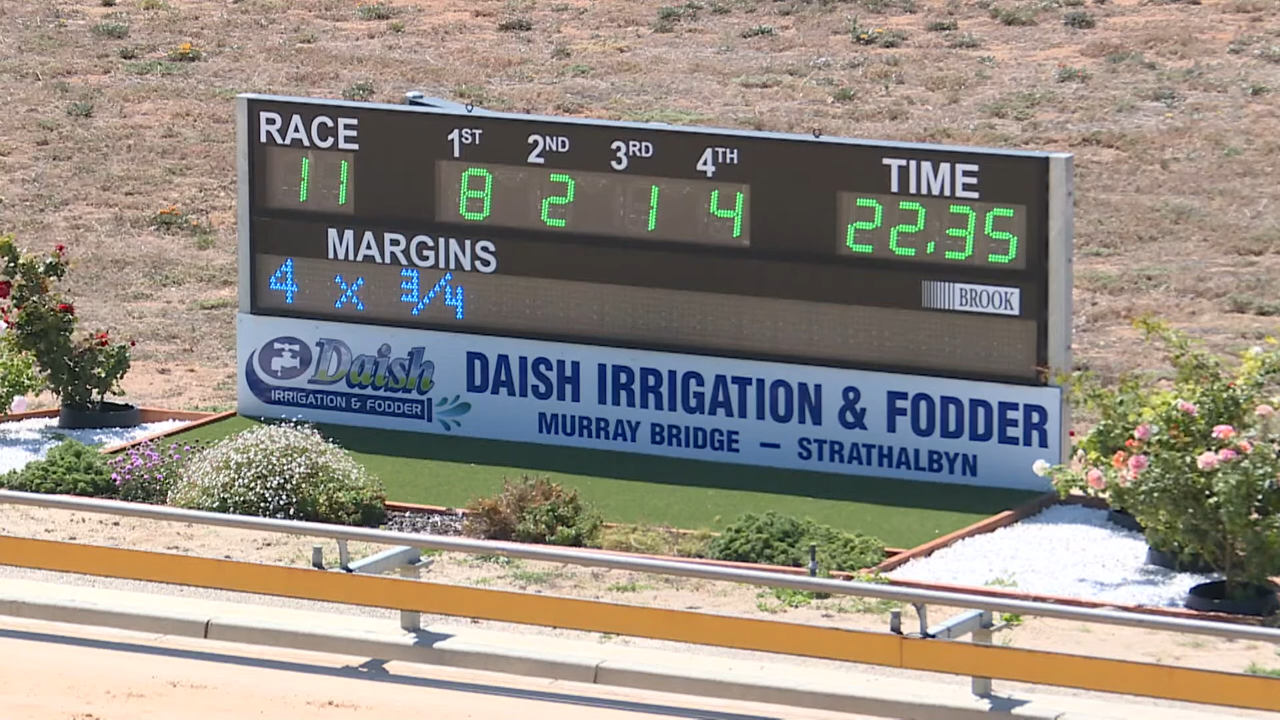 RACE 1ST 2ND 3RD 4TH TIME
11 8 2 1 4 22.35
MARGINS
4 x 3/4
BROOK
Daish
IRRIGATION & FODDER
DAISH IRRIGATION & FODDER
MURRAY BRIDGE — STRATHALBYN